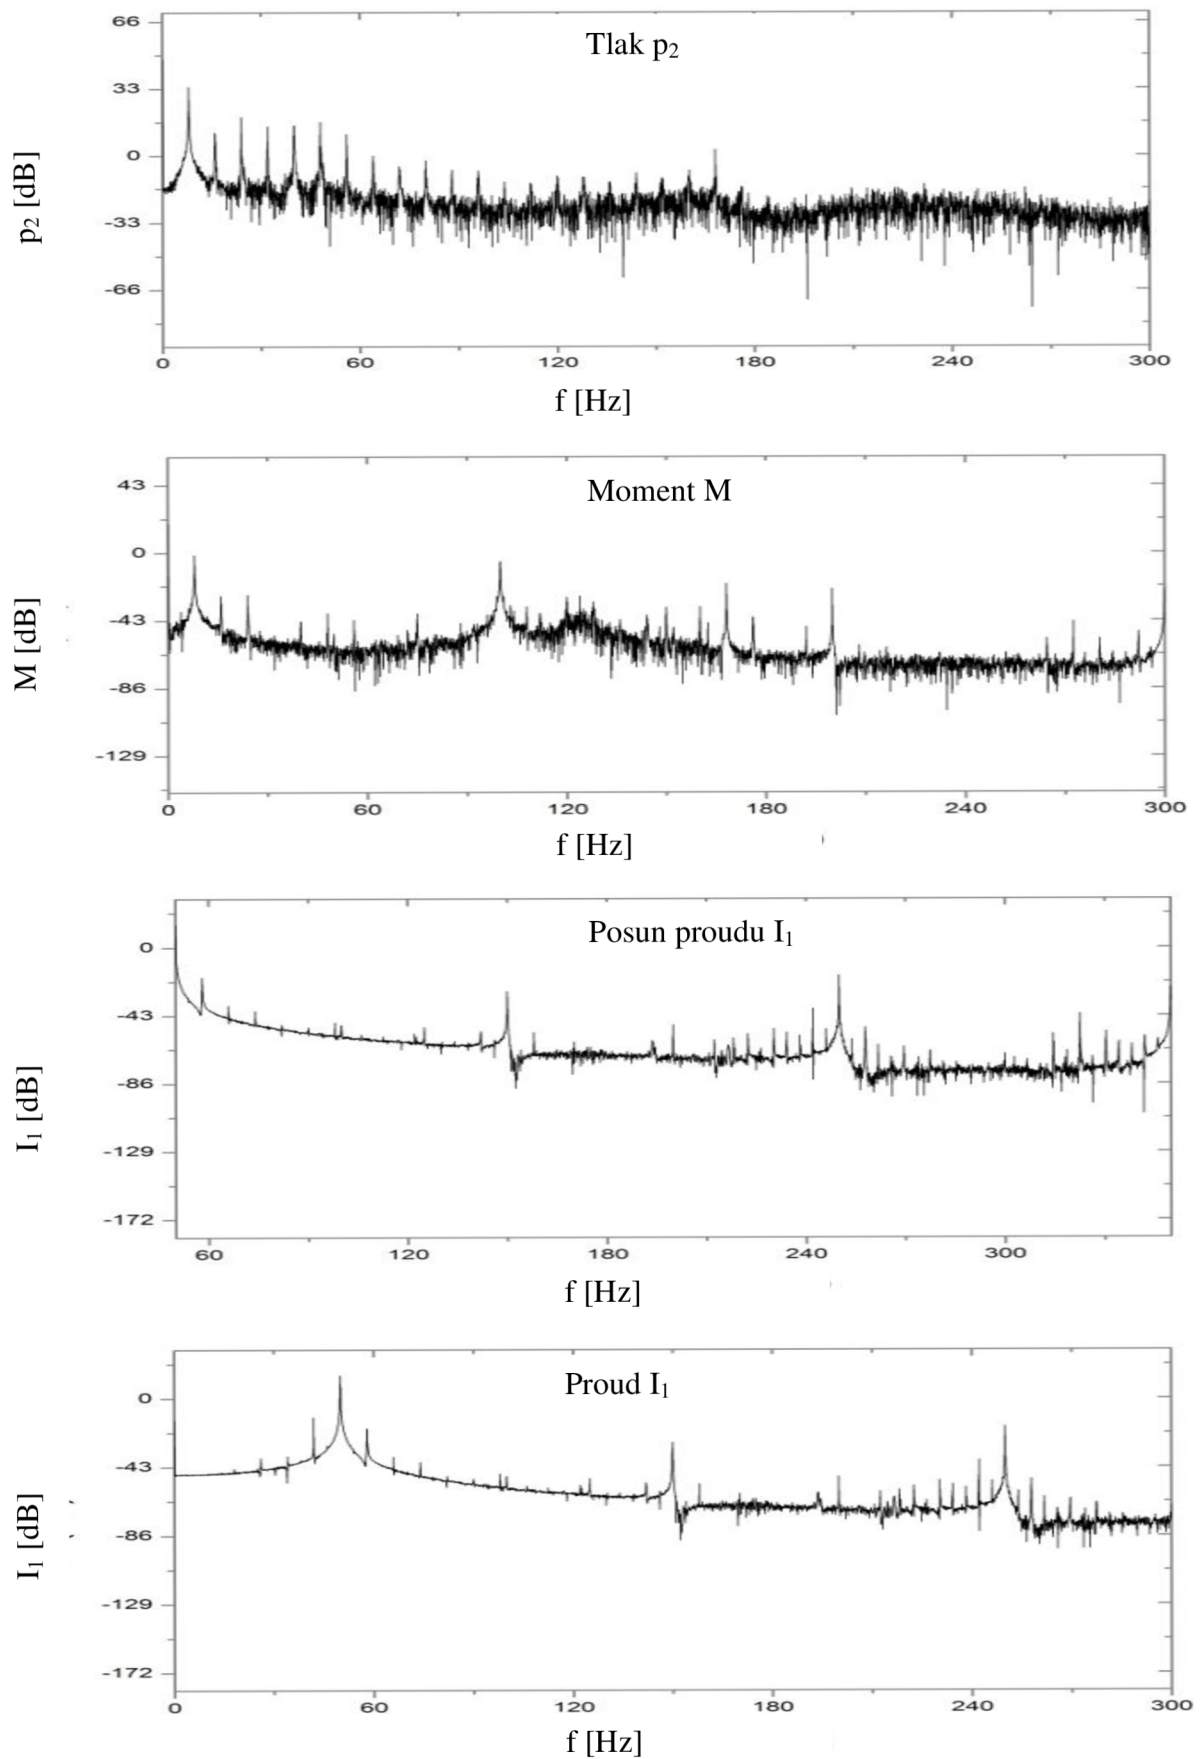 Tlak p₂
66
33
0
-33
-66
p₂ [dB]
0 60 120 180 240 300
f [Hz]
Moment M
43
0
-43
-86
-129
M [dB]
0 60 120 180 240 300
f [Hz]
Posun proudu I₁
0
-43
-86
-129
-172
I₁ [dB]
60 120 180 240 300
f [Hz]
Proud I₁
0
-43
-86
-129
-172
I₁ [dB]
0 60 120 180 240 300
f [Hz]